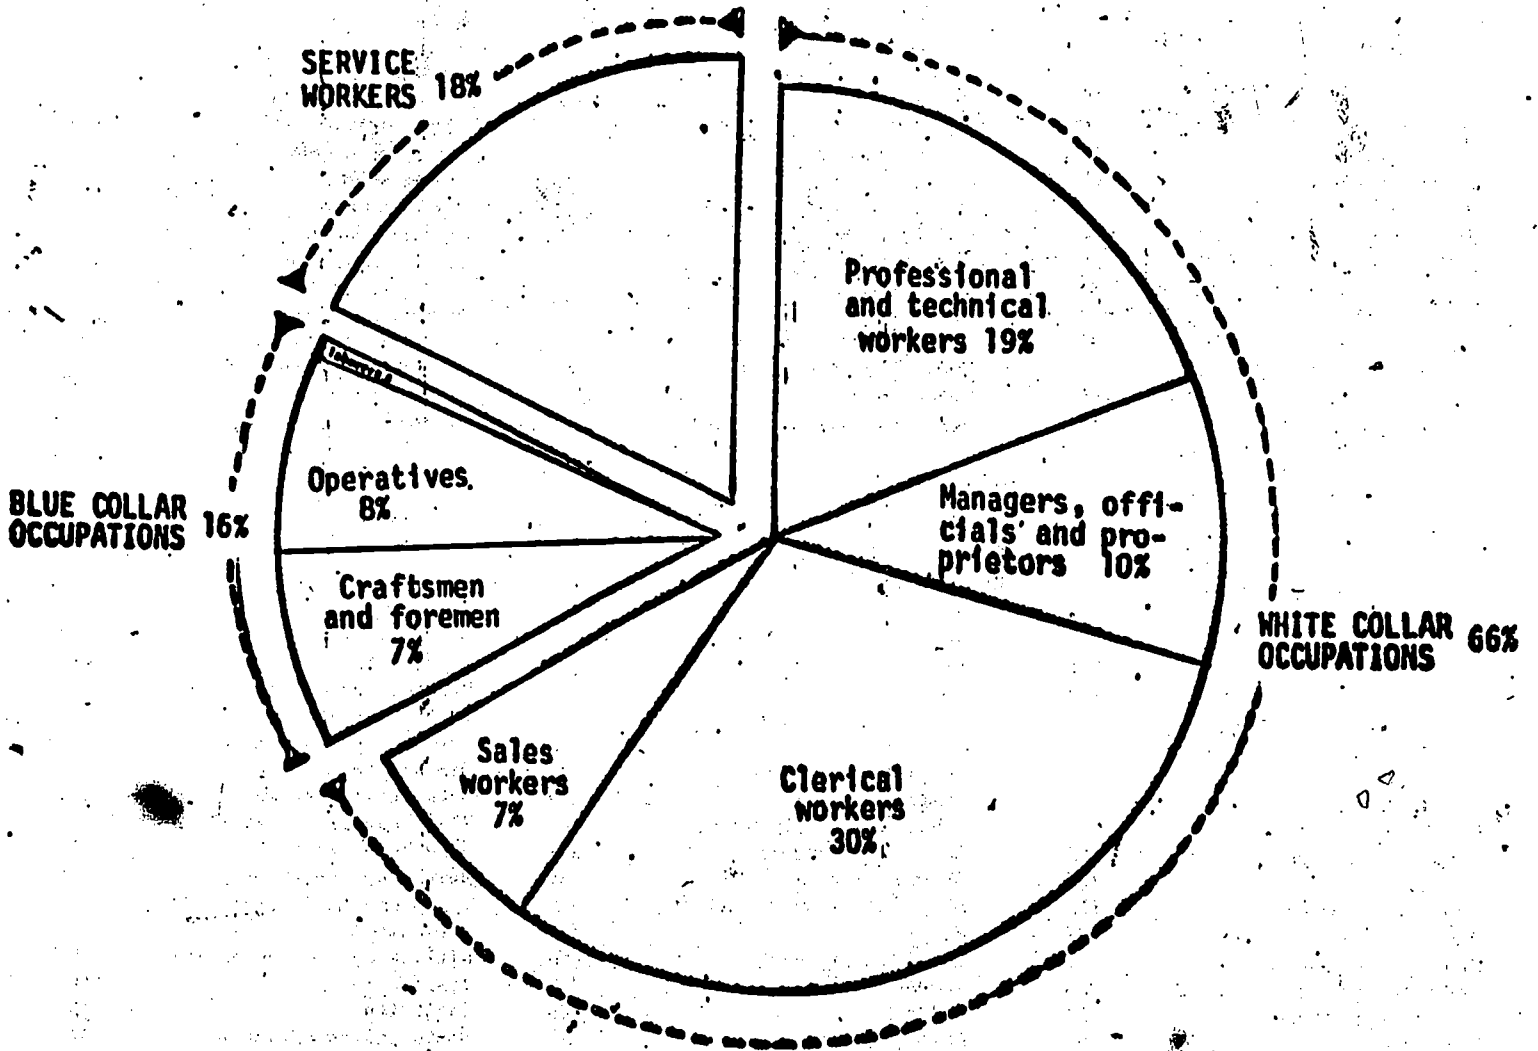 SERVICE
WORKERS 18%
Professional
and technical
workers 19%
Managers, offi-
cials and pro-
prietors 10%
WHITE COLLAR
OCCUPATIONS 66%
Clerical
workers
30%
Sales
workers
7%
BLUE COLLAR
OCCUPATIONS 16%
Craftsmen
and foremen
7%
Operatives
8%